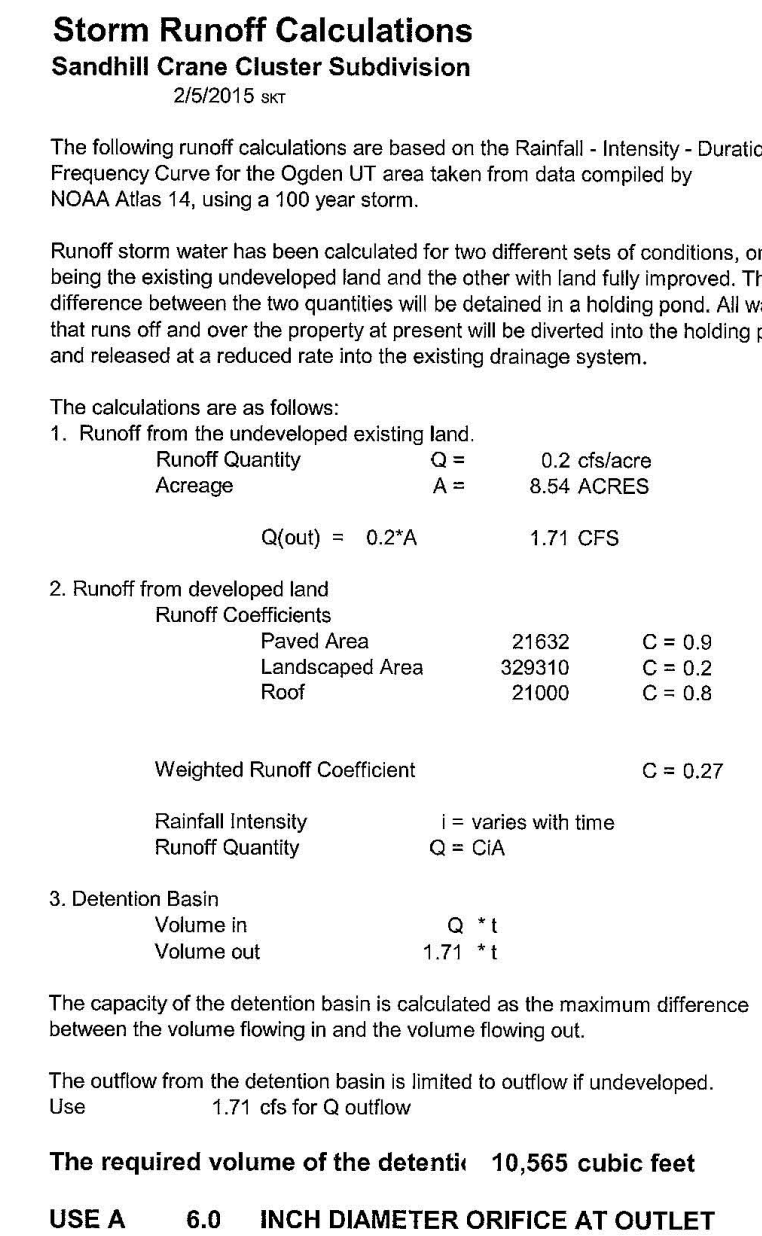 Storm Runoff Calculations
Sandhill Crane Cluster Subdivision
2/5/2015 SKT
The following runoff calculations are based on the Rainfall - Intensity - Duratic
Frequency Curve for the Ogden UT area taken from data compiled by
NOAA Atlas 14, using a 100 year storm.
Runoff storm water has been calculated for two different sets of conditions, or
being the existing undeveloped land and the other with land fully improved. Th
difference between the two quantities will be detained in a holding pond. All wa
that runs off and over the property at present will be diverted into the holding p
and released at a reduced rate into the existing drainage system.
The calculations are as follows:
1. Runoff from the undeveloped existing land.
Runoff Quantity Q = 0.2 cfs/acre
Acreage A = 8.54 ACRES
Q(out) = 0.2*A 1.71 CFS
2. Runoff from developed land
Runoff Coefficients
Paved Area 21632 C = 0.9
Landscaped Area 329310 C = 0.2
Roof 21000 C = 0.8
Weighted Runoff Coefficient C = 0.27
Rainfall Intensity i = varies with time
Runoff Quantity Q = CiA
3. Detention Basin
Volume in Q * t
Volume out 1.71 * t
The capacity of the detention basin is calculated as the maximum difference
between the volume flowing in and the volume flowing out.
The outflow from the detention basin is limited to outflow if undeveloped.
Use 1.71 cfs for Q outflow
The required volume of the detenti 10,565 cubic feet
USE A 6.0 INCH DIAMETER ORIFICE AT OUTLET